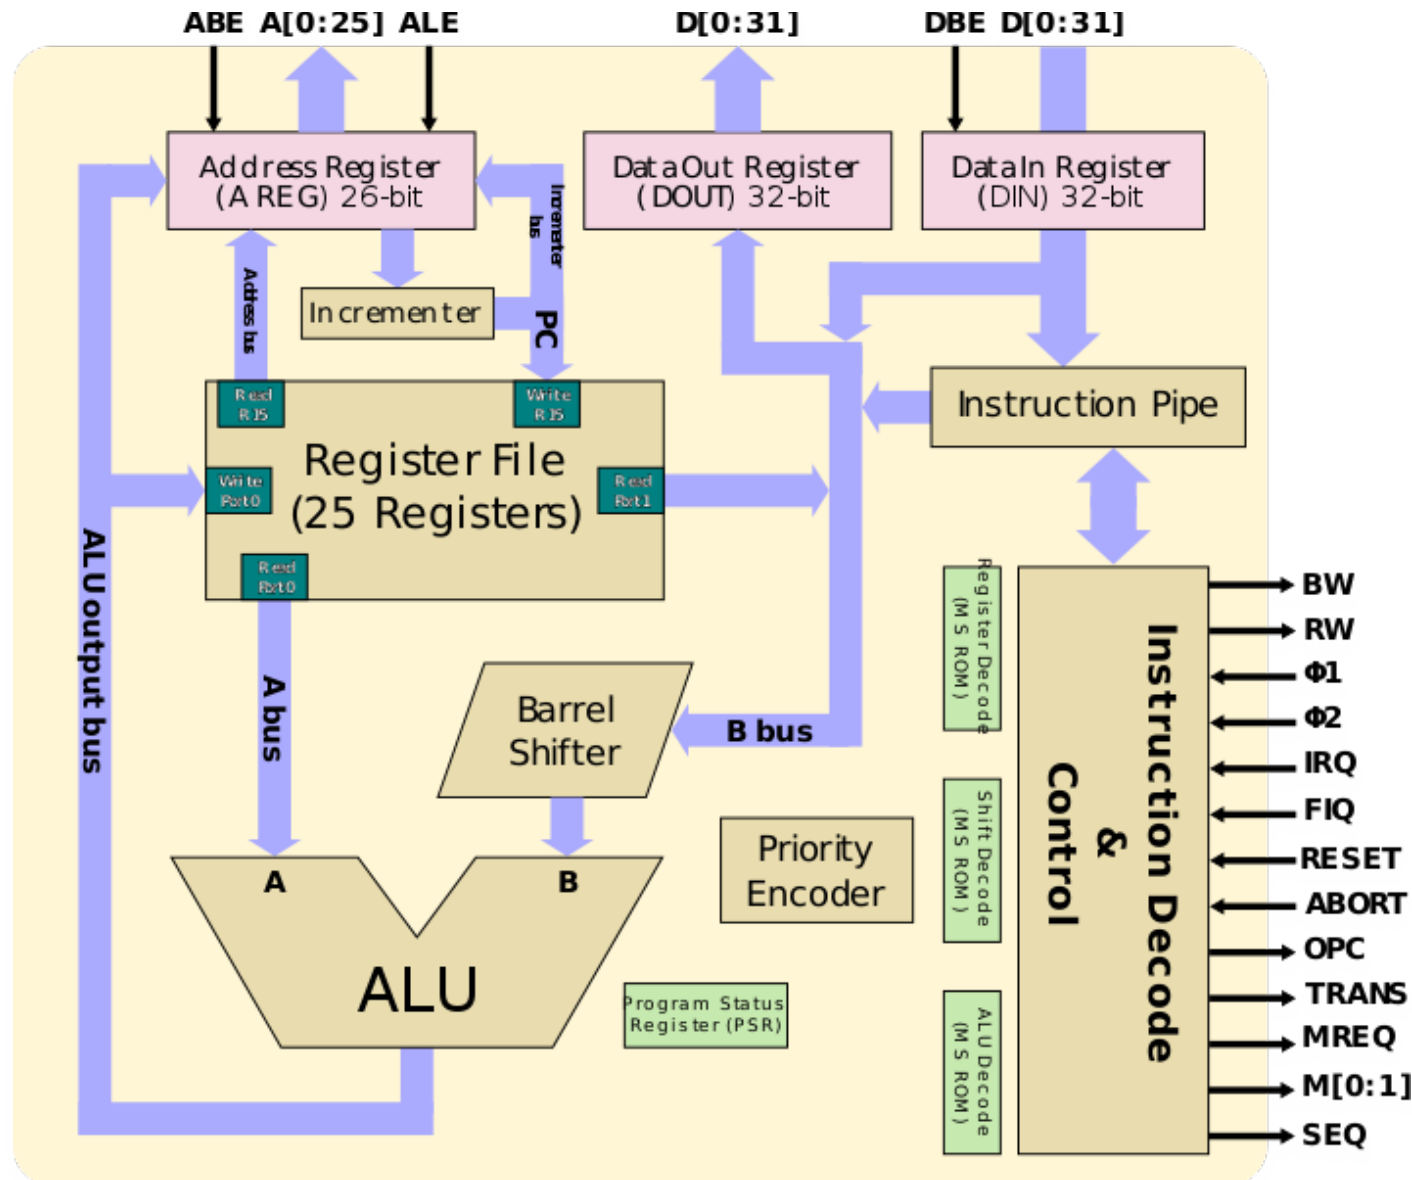 ABE A[0:25] ALE
D[0:31]
DBE D[0:31]
Address Register
(AREG) 26-bit
DataOut Register
(DOUT) 32-bit
DataIn Register
(DIN) 32-bit
Incrementer
bus
Address bus
Incrementer
PC
Read
R15
Write
R15
Instruction Pipe
Register File
(25 Registers)
Write
Port0
Read
Port1
Read
Port0
ALU output bus
A bus
Barrel
Shifter
B bus
Register Decode
(MS ROM)
Shift Decode
(MS ROM)
ALU Decode
(MS ROM)
Instruction Decode
&
Control
Priority
Encoder
A
B
ALU
Program Status
Register (PSR)
BW
RW
Φ1
Φ2
IRQ
FIQ
RESET
ABORT
OPC
TRANS
MREQ
M[0:1]
SEQ